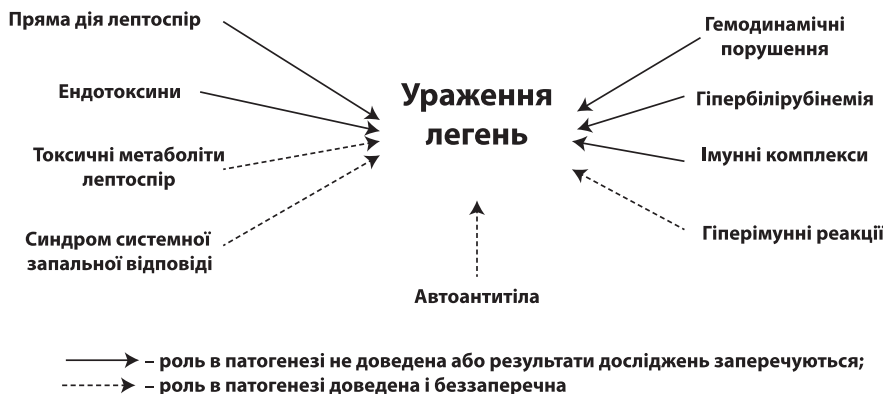 Пряма дія лептоспір
Ендотоксини
Токсичні метаболіти
лептоспір
Синдром системної
запальної відповіді
Ураження
легень
Автоантитіла
Гемодинамічні
порушення
Гіпербілірубінемія
Імунні комплекси
Гіперімунні реакції
– роль в патогенезі не доведена або результати досліджень заперечуються;
– роль в патогенезі доведена і беззаперечна